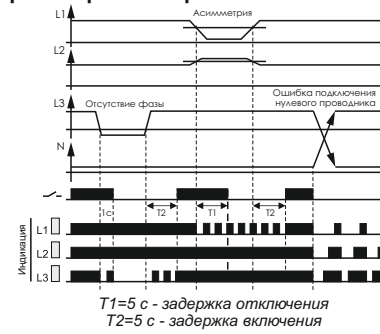 L1
Асимметрия
L2
L3
Отсутствие фазы
Ошибка подключения
нулевого проводника
N
1с
T2
T1
T2
Индикация
L1
L2
L3
T1=5 с - задержка отключения
T2=5 с - задержка включения